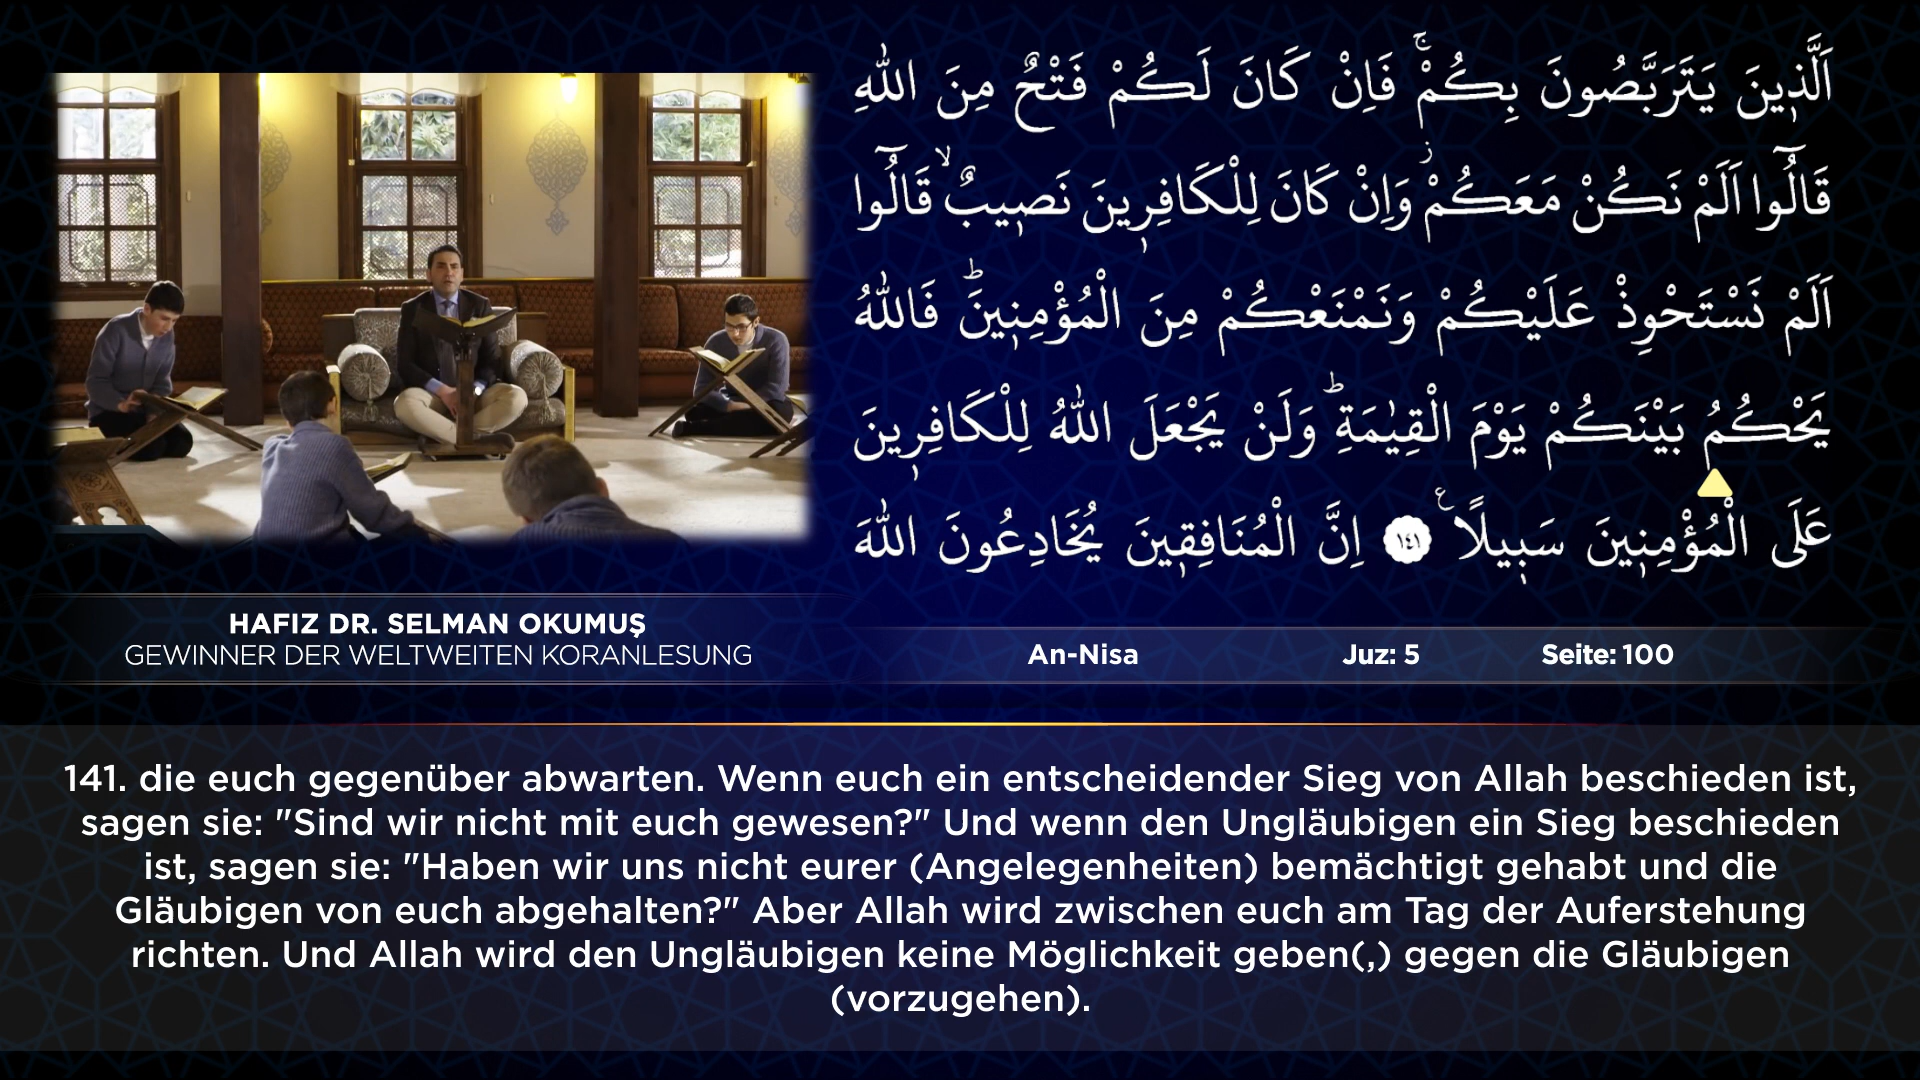 اَلَّذ۪ينَ يَتَرَبَّصُونَ بِكُمْۚ فَاِنْ كَانَ لَكُمْ فَتْحٌ مِنَ اللّٰهِ
قَالُٓوا اَلَمْ نَكُنْ مَعَكُمْۘ وَاِنْ كَانَ لِلْكَافِر۪ينَ نَص۪يبٌۙ قَالُٓوا
اَلَمْ نَسْتَحْوِذْ عَلَيْكُمْ وَنَمْنَعْكُمْ مِنَ الْمُؤْمِن۪ينَۜ فَاللّٰهُ
يَحْكُمُ بَيْنَكُمْ يَوْمَ الْقِيٰمَةِۜ وَلَنْ يَجْعَلَ اللّٰهُ لِلْكَافِر۪ينَ
عَلَى الْمُؤْمِن۪ينَ سَب۪يلًاࣖ ١٤١ اِنَّ الْمُنَافِق۪ينَ يُخَادِعُونَ اللّٰهَ
HAFIZ DR. SELMAN OKUMUŞ
GEWINNER DER WELTWEITEN KORANLESUNG
An-Nisa Juz: 5 Seite: 100
141. die euch gegenüber abwarten. Wenn euch ein entscheidender Sieg von Allah beschieden ist,
sagen sie: "Sind wir nicht mit euch gewesen?" Und wenn den Ungläubigen ein Sieg beschieden
ist, sagen sie: "Haben wir uns nicht eurer (Angelegenheiten) bemächtigt gehabt und die
Gläubigen von euch abgehalten?" Aber Allah wird zwischen euch am Tag der Auferstehung
richten. Und Allah wird den Ungläubigen keine Möglichkeit geben(,) gegen die Gläubigen
(vorzugehen).